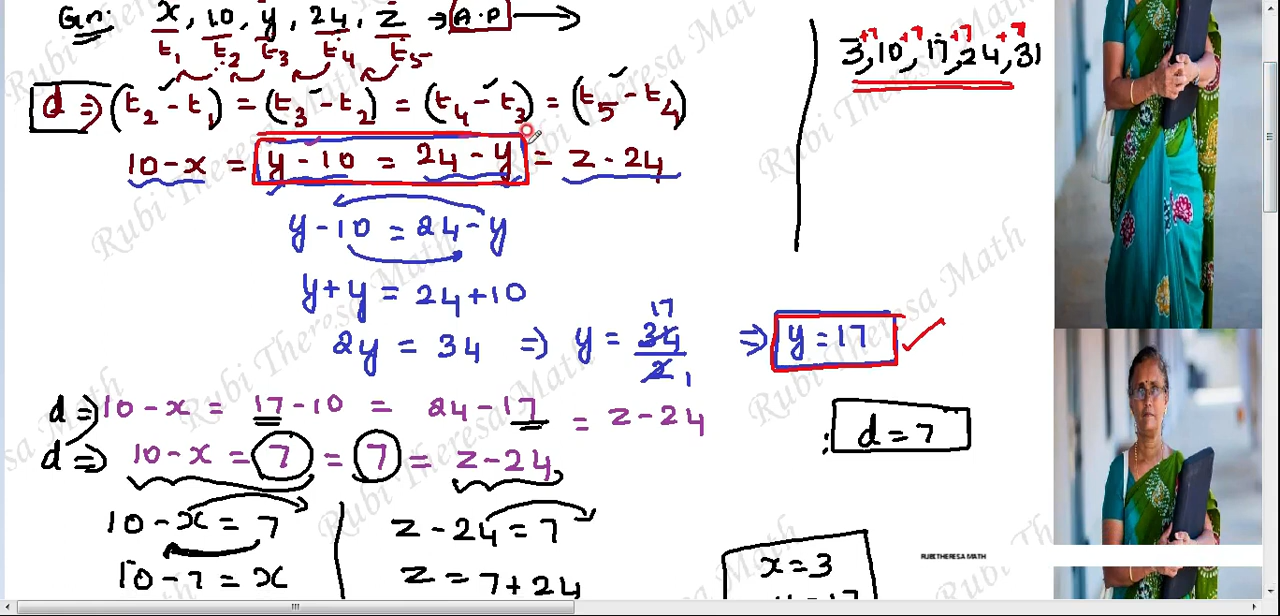 Gn: x, 10, y, 24, z → A.P
t1 t2 t3 t4 t5
3, 10, 17, 24, 31
+7 +7 +7 +7
d ⇒ (t2 - t1) = (t3 - t2) = (t4 - t3) = (t5 - t4)
10 - x = y - 10 = 24 - y = z - 24
y - 10 = 24 - y
y + y = 24 + 10
2y = 34 ⇒ y = 34/2 17 1 ⇒ y = 17 ✓
d ⇒ 10 - x = 17 - 10 = 24 - 17 = z - 24
d = 7
d ⇒ 10 - x = 7 = 7 = z - 24
10 - x = 7
z - 24 = 7
10 - 7 = x
z = 7 + 24
x = 3
RUBITHERESA MATH
Rubi Theresa Math